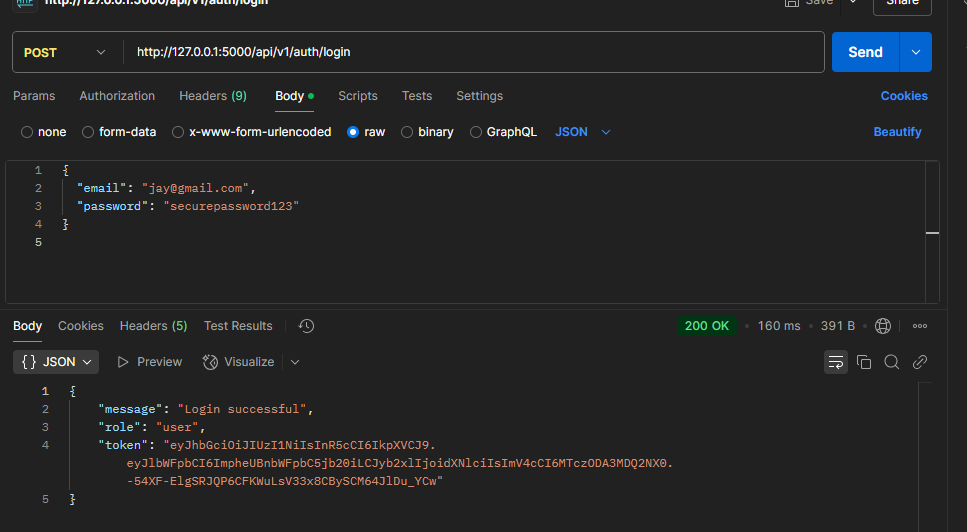 http://127.0.0.1:5000/api/v1/auth/login Save Share
POST http://127.0.0.1:5000/api/v1/auth/login Send
Params Authorization Headers (9) Body Scripts Tests Settings Cookies
none form-data x-www-form-urlencoded raw binary GraphQL JSON Beautify
1 {
2 "email": "jay@gmail.com",
3 "password": "securepassword123"
4 }
5
Body Cookies Headers (5) Test Results 200 OK • 160 ms • 391 B •
{} JSON Preview Visualize
1 {
2 "message": "Login successful",
3 "role": "user",
4 "token": "eyJhbGciOiJIUzI1NiIsInR5cCI6IkpXVCJ9.
eyJlbWFpbCI6ImpheUBnbWFpbC5jb20iLCJyb2xlIjoidXNlciIsImV4cCI6MTczODA3MDQ2NX0.
-54XF-ElgSRJQP6CFKWuLsV33x8CBySCM64JlDu_YCw"
5 }